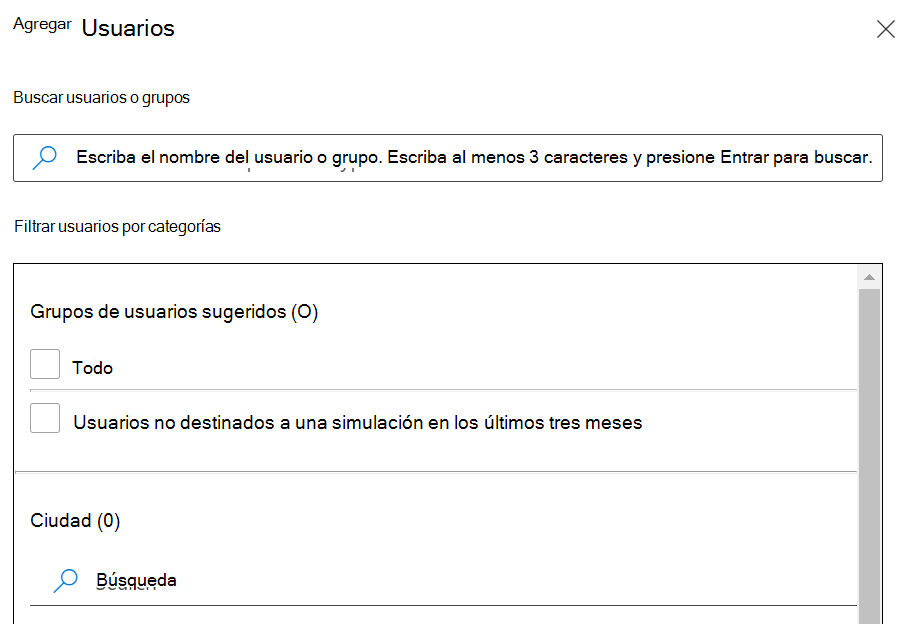 Agregar Usuarios
Buscar usuarios o grupos
Escriba el nombre del usuario o grupo. Escriba al menos 3 caracteres y presione Entrar para buscar.
Filtrar usuarios por categorías
Grupos de usuarios sugeridos (O)
Todo
Usuarios no destinados a una simulación en los últimos tres meses
Ciudad (0)
Búsqueda